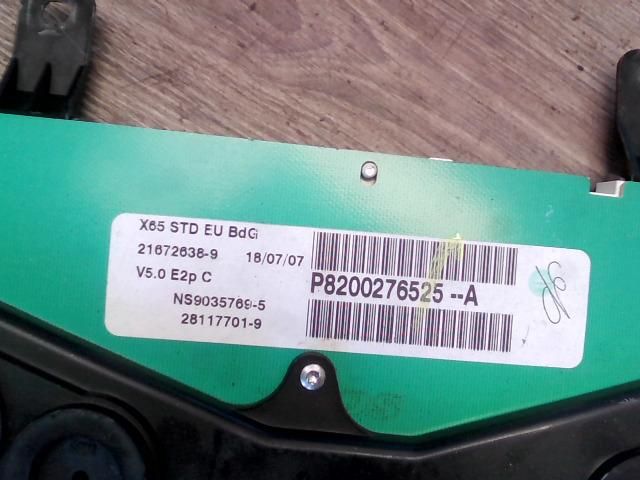 X65 STD EU BdG
21672638-9 18/07/07
V5.0 E2p C
P8200276525--A
NS9035769-5
28117701-9